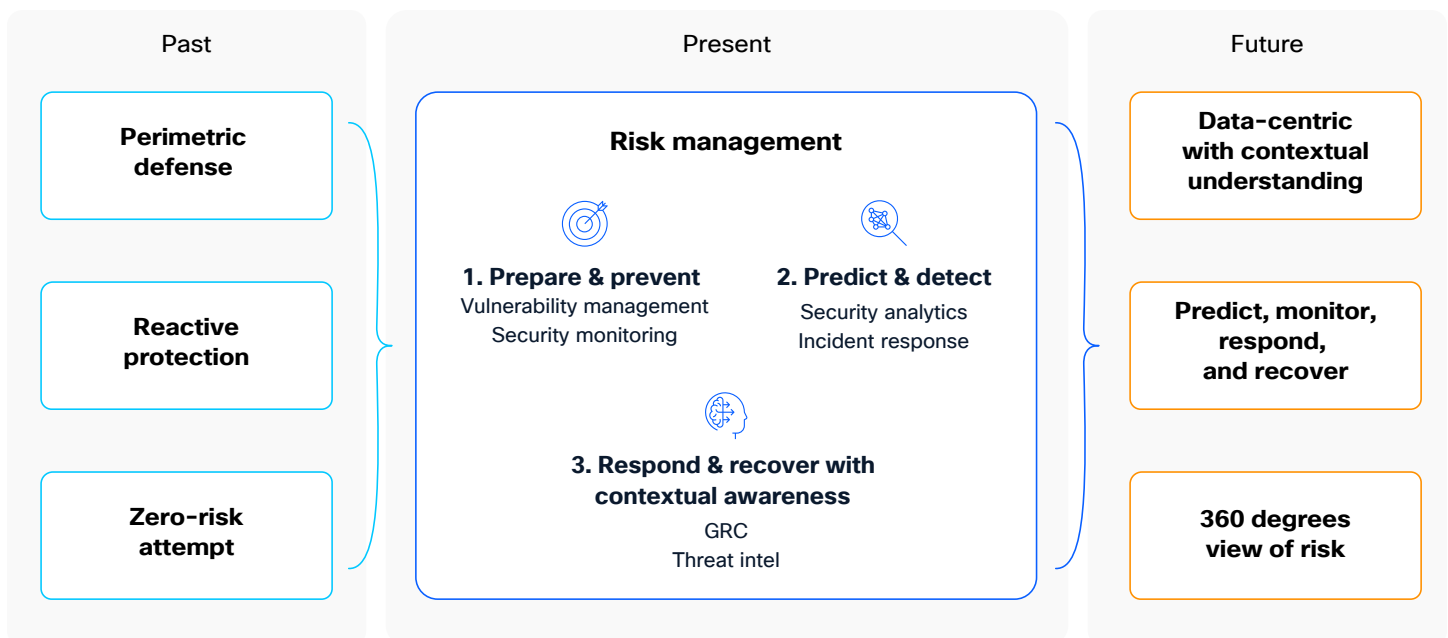 Past
Perimetric
defense
Reactive
protection
Zero-risk
attempt
Present
Risk management
1. Prepare & prevent
Vulnerability management
Security monitoring
2. Predict & detect
Security analytics
Incident response
3. Respond & recover with
contextual awareness
GRC
Threat intel
Future
Data-centric
with contextual
understanding
Predict, monitor,
respond,
and recover
360 degrees
view of risk